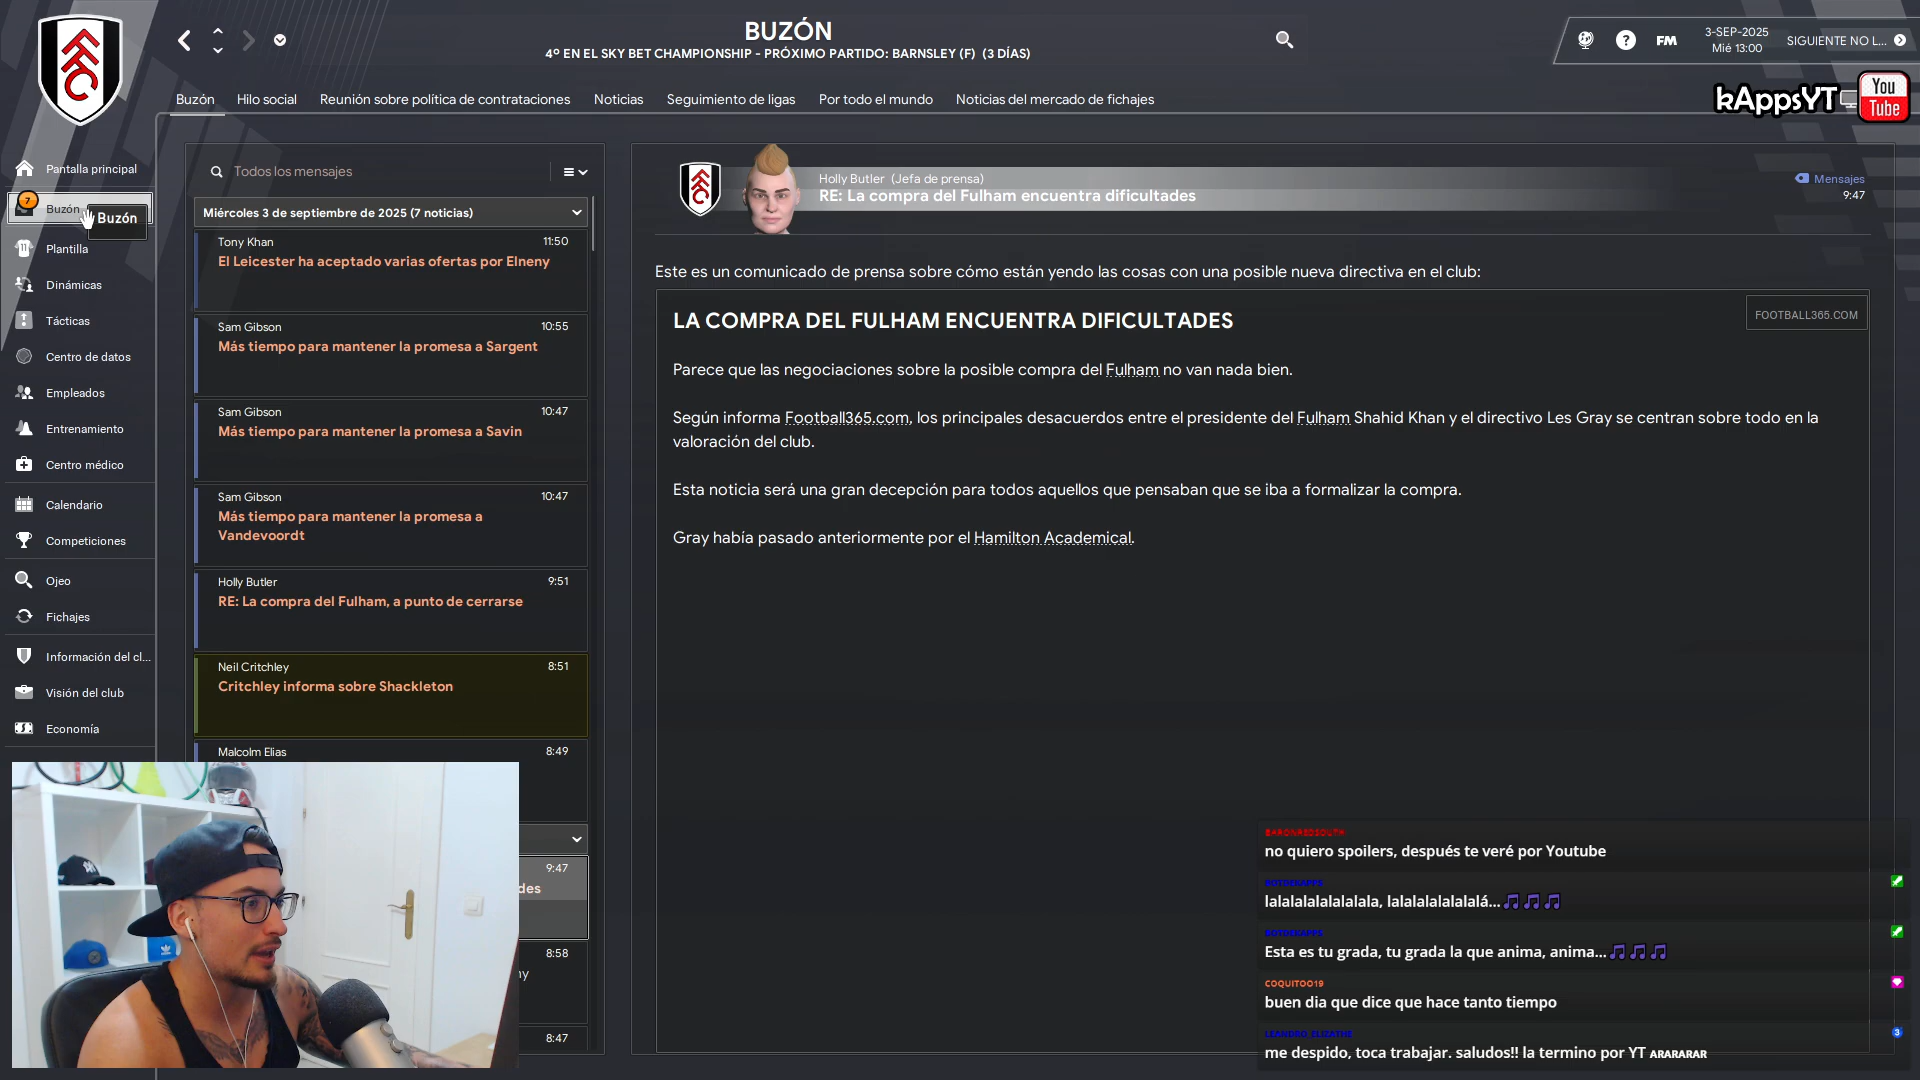 BUZÓN
4º EN EL SKY BET CHAMPIONSHIP - PRÓXIMO PARTIDO: BARNSLEY (F) (3 DÍAS)
?
FM
3-SEP-2025
Mié 13:00
SIGUIENTE NO L...
Buzón
Hilo social
Reunión sobre política de contrataciones
Noticias
Seguimiento de ligas
Por todo el mundo
Noticias del mercado de fichajes
kAppsYT
You
Tube
Pantalla principal
7
Buzón
Buzón
Plantilla
Dinámicas
Tácticas
Centro de datos
Empleados
Entrenamiento
Centro médico
Calendario
Competiciones
Ojeo
Fichajes
Información del cl...
Visión del club
Economía
Todos los mensajes
Miércoles 3 de septiembre de 2025 (7 noticias)
Tony Khan 11:50
El Leicester ha aceptado varias ofertas por Elneny
Sam Gibson 10:55
Más tiempo para mantener la promesa a Sargent
Sam Gibson 10:47
Más tiempo para mantener la promesa a Savin
Sam Gibson 10:47
Más tiempo para mantener la promesa a
Vandevoordt
Holly Butler 9:51
RE: La compra del Fulham, a punto de cerrarse
Neil Critchley 8:51
Critchley informa sobre Shackleton
Malcolm Elias 8:49
9:47
des
8:58
ny
8:47
Holly Butler (Jefa de prensa)
RE: La compra del Fulham encuentra dificultades
Mensajes
9:47
Este es un comunicado de prensa sobre cómo están yendo las cosas con una posible nueva directiva en el club:
LA COMPRA DEL FULHAM ENCUENTRA DIFICULTADES
FOOTBALL365.COM
Parece que las negociaciones sobre la posible compra del Fulham no van nada bien.
Según informa Football365.com, los principales desacuerdos entre el presidente del Fulham Shahid Khan y el directivo Les Gray se centran sobre todo en la
valoración del club.
Esta noticia será una gran decepción para todos aquellos que pensaban que se iba a formalizar la compra.
Gray había pasado anteriormente por el Hamilton Academical.
BARONREDSOUTH
no quiero spoilers, después te veré por Youtube
BOTDEKAPPS
lalalalalalalala, lalalalalalalalá...
BOTDEKAPPS
Esta es tu grada, tu grada la que anima, anima...
COQUITOO19
buen dia que dice que hace tanto tiempo
LEANDRO_ELIZATHE
3
me despido, toca trabajar. saludos!! la termino por YT ARARARAR